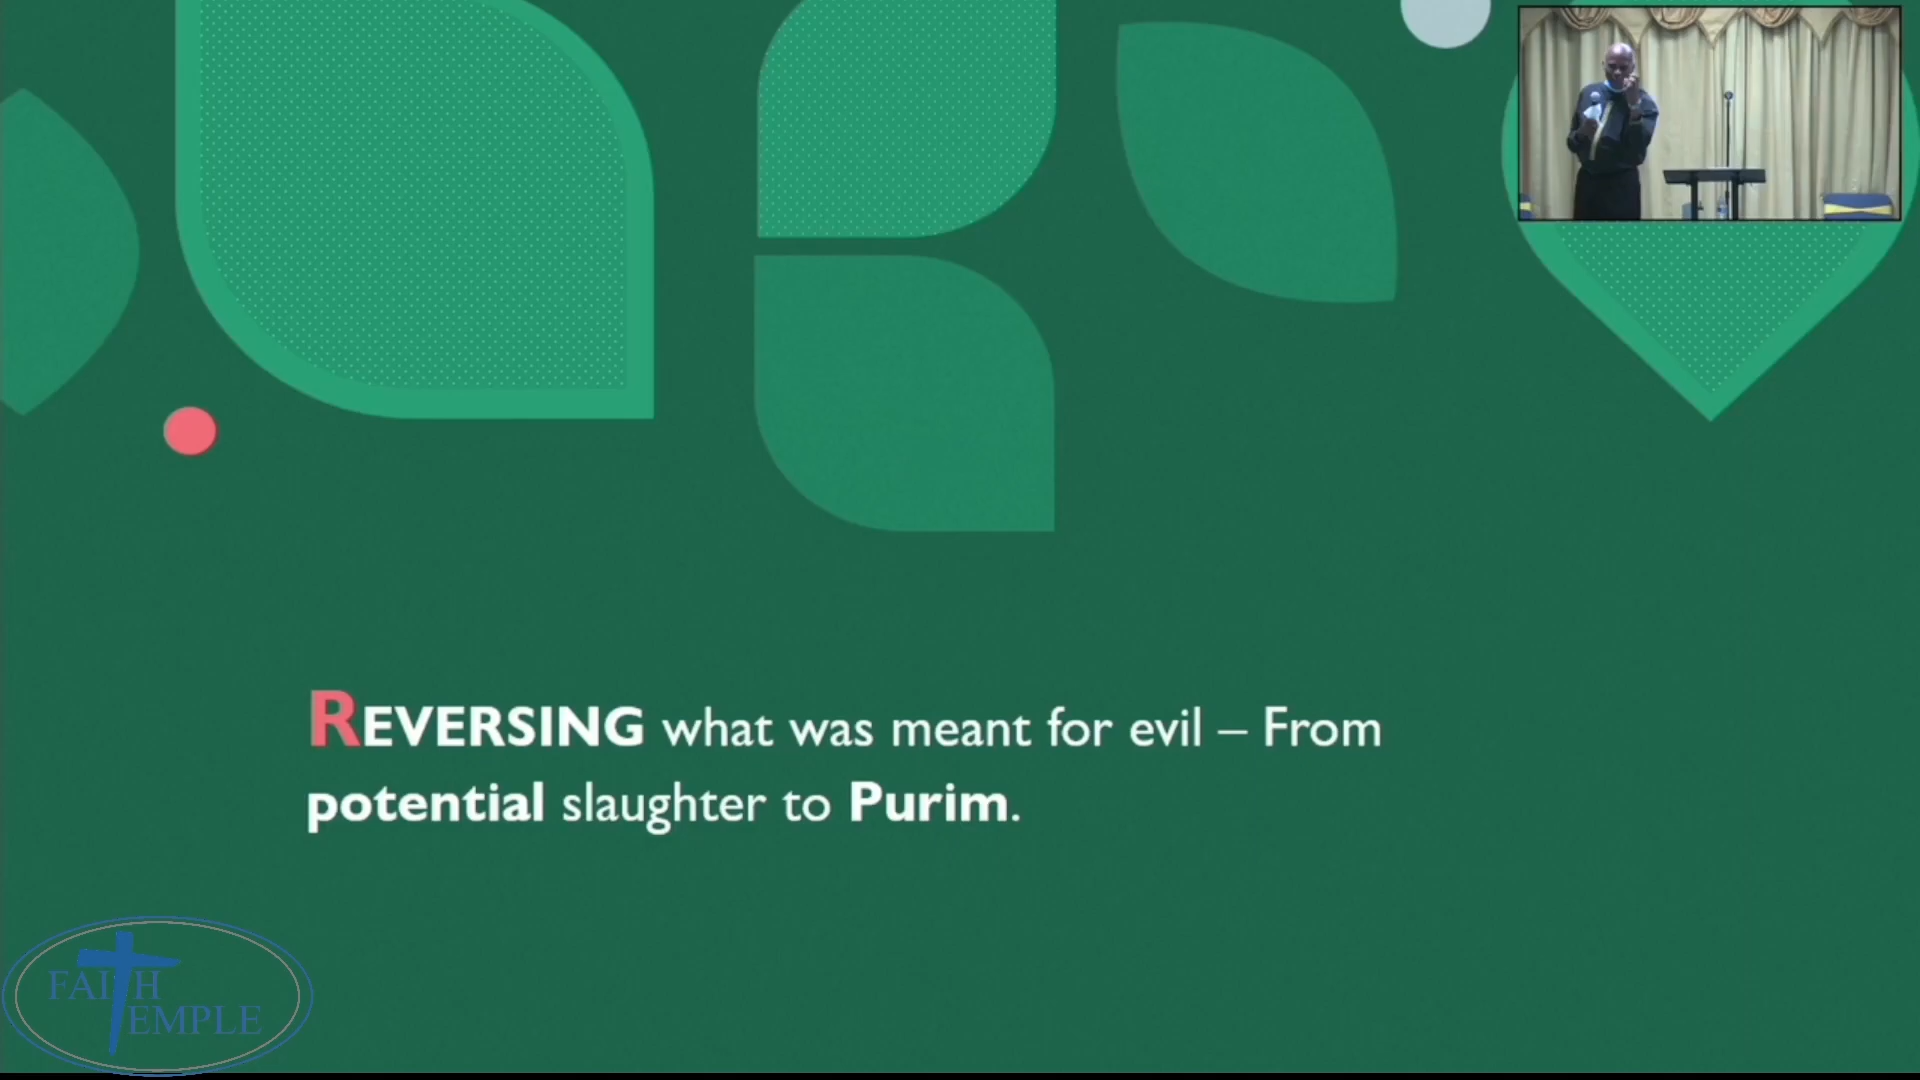 REVERSING what was meant for evil – From
potential slaughter to Purim.
FAITH
TEMPLE